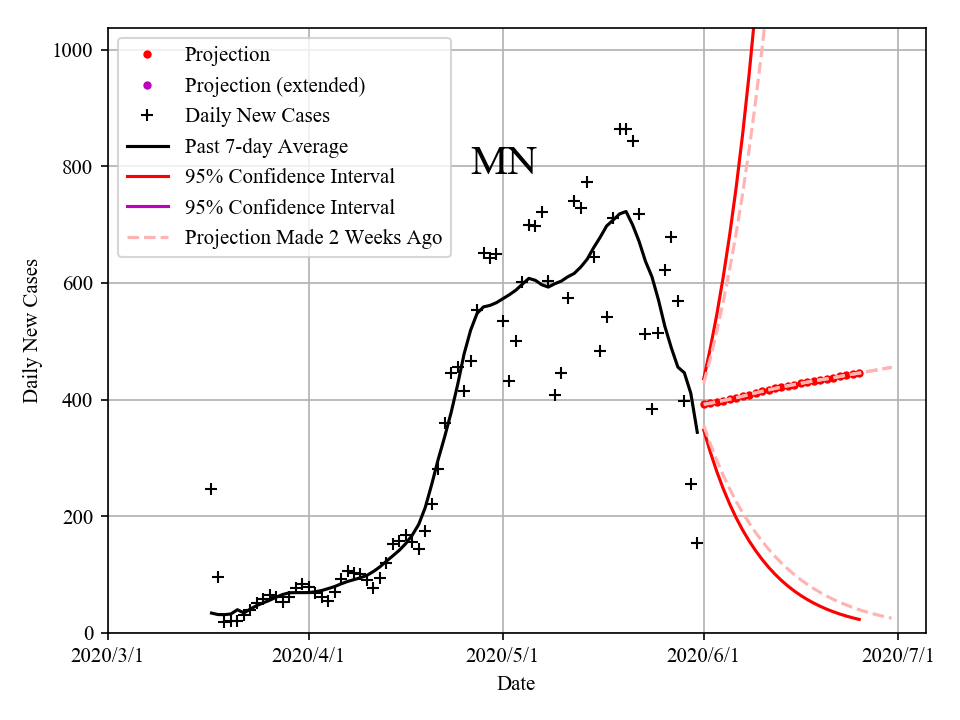 1000
800
600
400
200
0
Daily New Cases
Projection
Projection (extended)
Daily New Cases
Past 7-day Average
95% Confidence Interval
95% Confidence Interval
Projection Made 2 Weeks Ago
MN
2020/3/1 2020/4/1 2020/5/1 2020/6/1 2020/7/1
Date